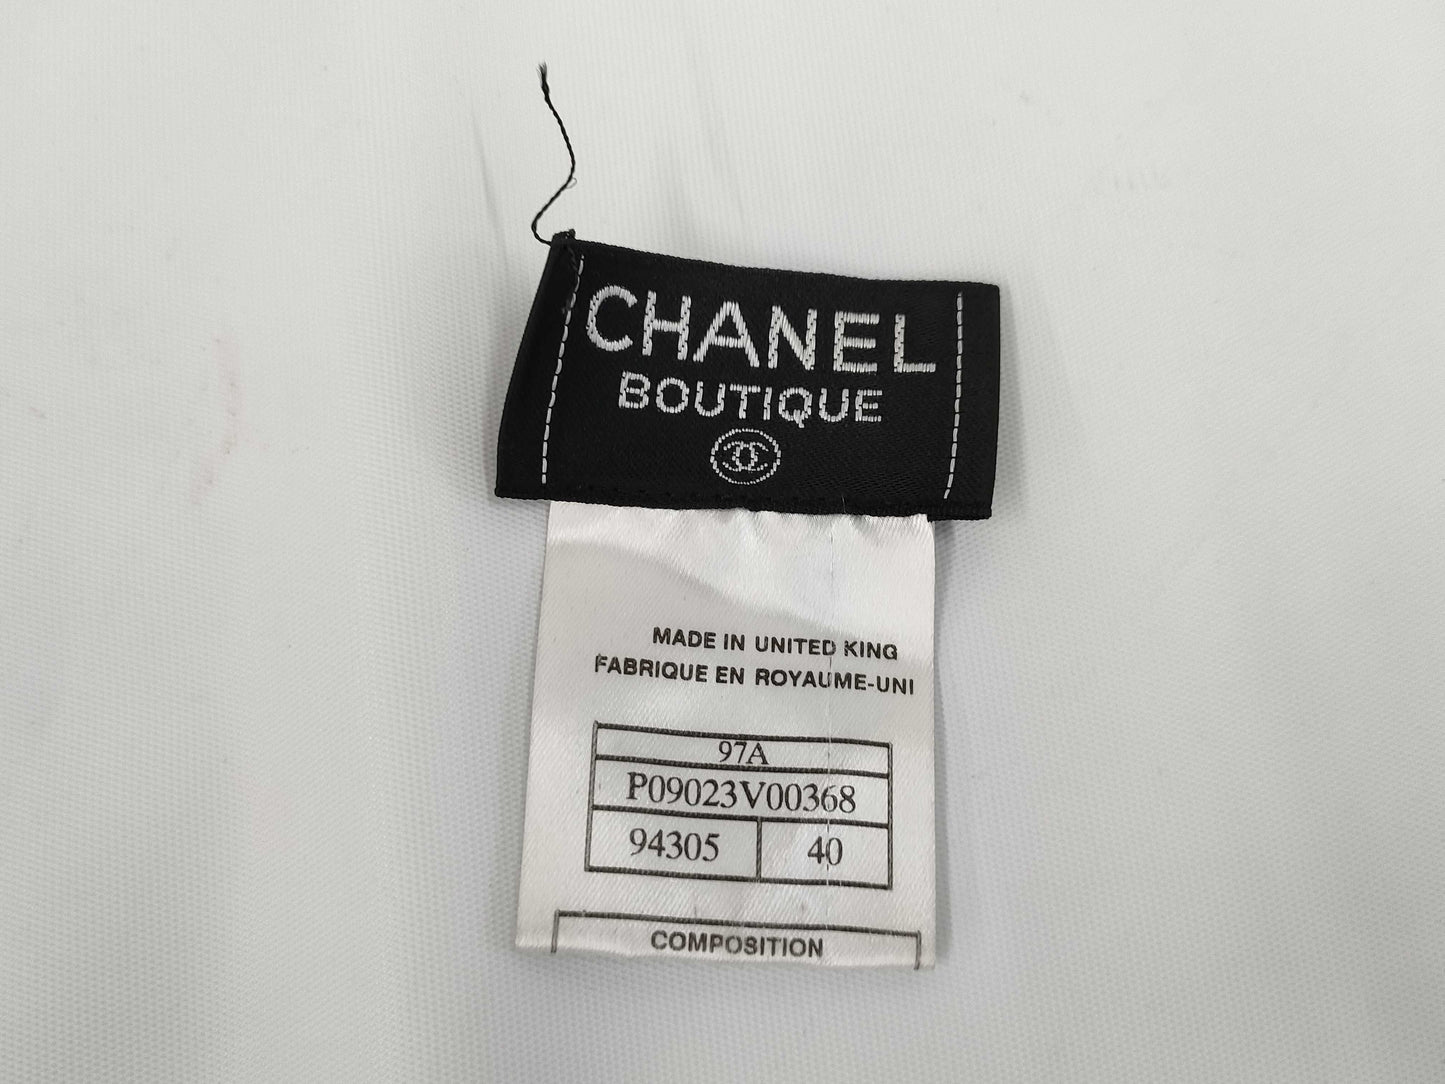 CHANEL
BOUTIQUE
MADE IN UNITED KING
FABRIQUE EN ROYAUME-UNI
97A
P09023V00368
94305 40
COMPOSITION